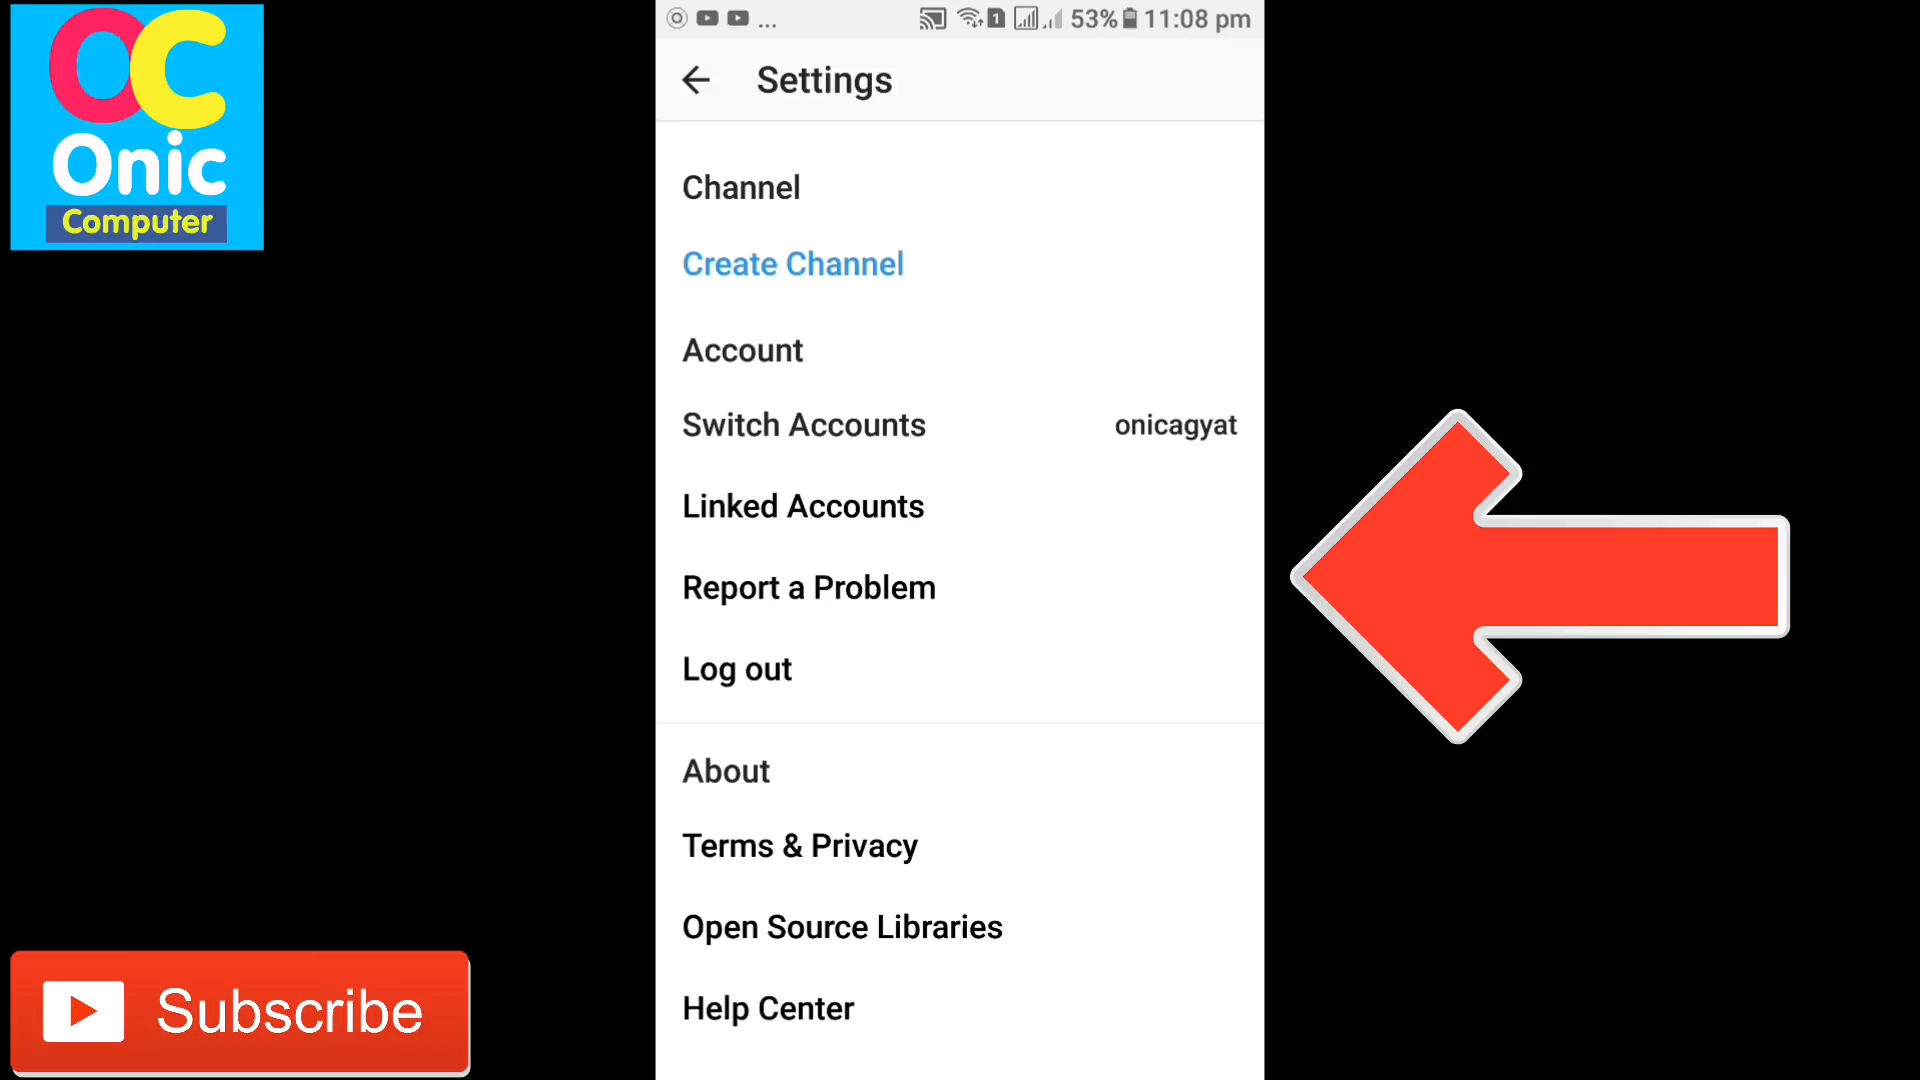 OC
Onic
Computer
... 1 53% 11:08 pm
Settings
Channel
Create Channel
Account
Switch Accounts onicagyat
Linked Accounts
Report a Problem
Log out
About
Terms & Privacy
Open Source Libraries
Help Center
Subscribe